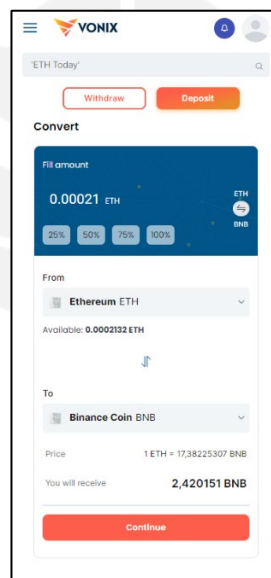 VONIX
'ETH Today'
Withdraw Deposit
Convert
Fill amount
0.00021 ETH
ETH
BNB
25% 50% 75% 100%
From
Ethereum ETH
Available: 0.0002132 ETH
To
Binance Coin BNB
Price 1 ETH = 17,38225307 BNB
You will receive 2,420151 BNB
Continue